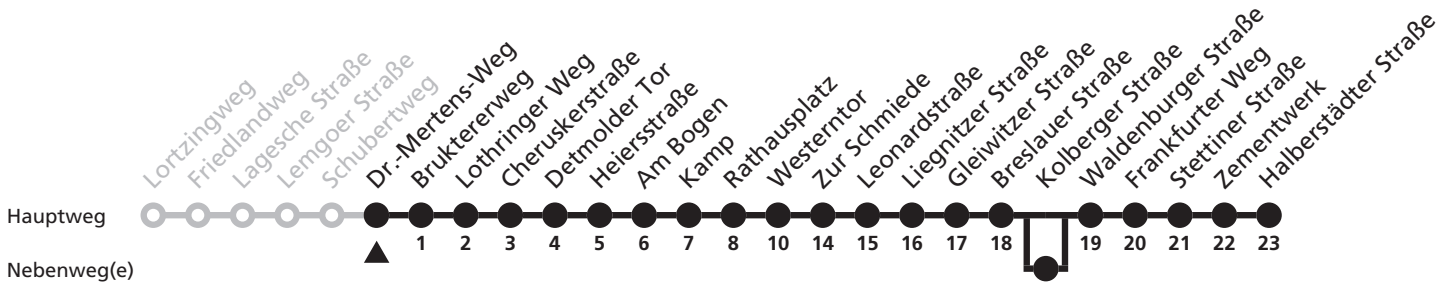 Lortzingweg
Friedlandweg
Lagesche Straße
Lemgoer Straße
Schubertweg
Dr.-Mertens-Weg
Bruktererweg
Lothringer Weg
Cheruskerstraße
Detmolder Tor
Heiersstraße
Am Bogen
Kamp
Rathausplatz
Westerntor
Zur Schmiede
Leonardstraße
Liegnitzer Straße
Gleiwitzer Straße
Breslauer Straße
Kolberger Straße
Waldenburger Straße
Frankfurter Weg
Stettiner Straße
Zementwerk
Halberstädter Straße
Hauptweg
1 2 3 4 5 6 7 8 10 14 15 16 17 18 19 20 21 22 23
Nebenweg(e)